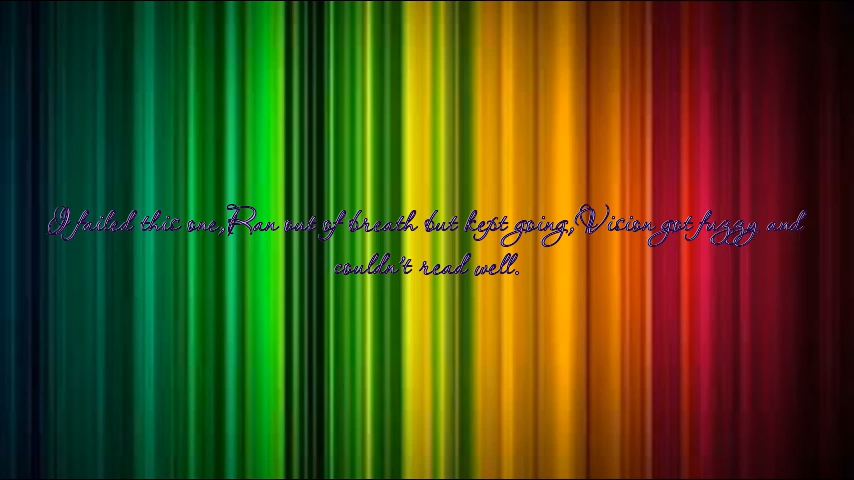 I failed this one,Ran out of breath but kept going,Vision got fuzzy and
couldn't read well.